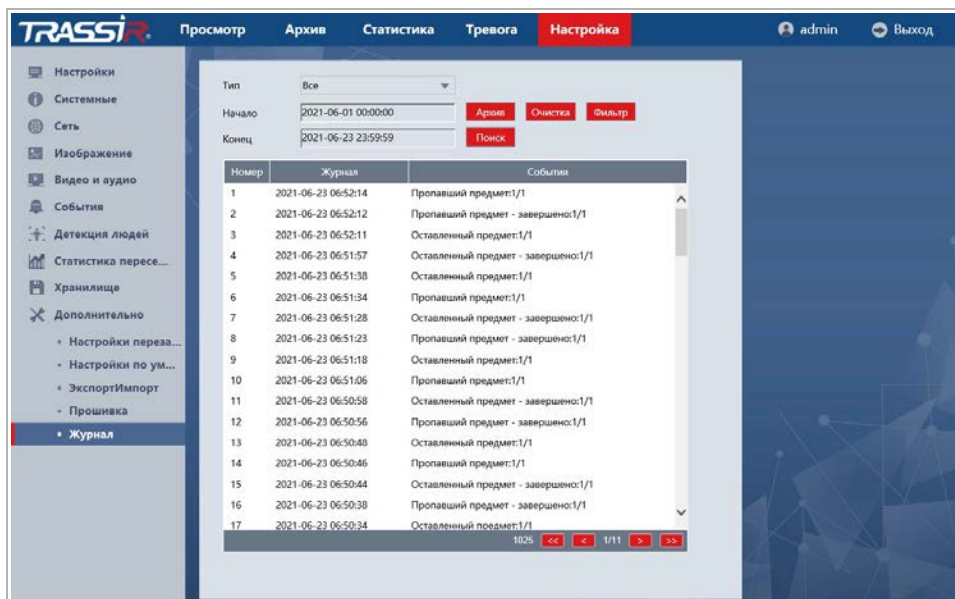 TRASSIR
Просмотр Архив Статистика Тревога Настройка admin Выход
Настройки
Системные
Сеть
Изображение
Видео и аудио
События
Детекция людей
Статистика пересе...
Хранилище
Дополнительно
Настройки переза...
Настройки по ум...
ЭкспортИмпорт
Прошивка
Журнал
Тип Все
Начало 2021-06-01 00:00:00 Архив Очистка Фильтр
Конец 2021-06-23 23:59:59 Поиск
Номер Журнал События
1 2021-06-23 06:52:14 Пропавший предмет:1/1
2 2021-06-23 06:52:12 Пропавший предмет - завершено:1/1
3 2021-06-23 06:52:11 Оставленный предмет:1/1
4 2021-06-23 06:51:57 Оставленный предмет - завершено:1/1
5 2021-06-23 06:51:38 Оставленный предмет:1/1
6 2021-06-23 06:51:34 Пропавший предмет:1/1
7 2021-06-23 06:51:28 Оставленный предмет - завершено:1/1
8 2021-06-23 06:51:23 Пропавший предмет - завершено:1/1
9 2021-06-23 06:51:18 Оставленный предмет:1/1
10 2021-06-23 06:51:06 Пропавший предмет:1/1
11 2021-06-23 06:50:58 Оставленный предмет - завершено:1/1
12 2021-06-23 06:50:56 Пропавший предмет - завершено:1/1
13 2021-06-23 06:50:48 Оставленный предмет:1/1
14 2021-06-23 06:50:46 Пропавший предмет:1/1
15 2021-06-23 06:50:44 Оставленный предмет - завершено:1/1
16 2021-06-23 06:50:38 Пропавший предмет - завершено:1/1
17 2021-06-23 06:50:34 Оставленный предмет:1/1
1025 << < 1/11 > >>